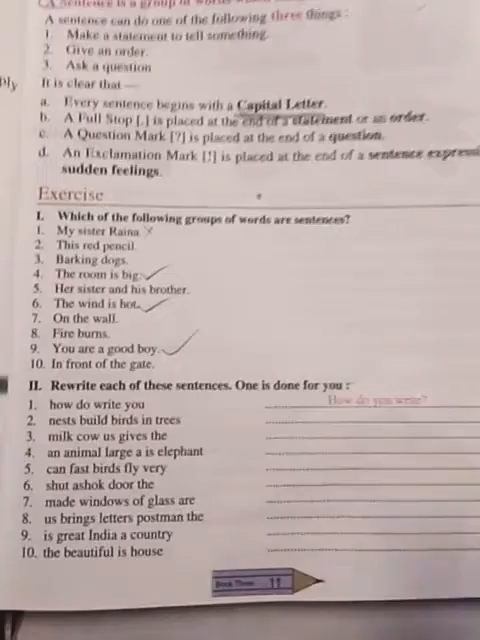 A Sentence is a group of words
A sentence can do one of the following three things:
1. Make a statement to tell something.
2. Give an order.
3. Ask a question
It is clear that —
a. Every sentence begins with a Capital Letter.
b. A Full Stop [.] is placed at the end of a statement or an order.
c. A Question Mark [?] is placed at the end of a question.
d. An Exclamation Mark [!] is placed at the end of a sentence
sudden feelings.
Exercise
I. Which of the following groups of words are sentences?
1. My sister Raina
2. This red pencil.
3. Barking dogs.
4. The room is big.
5. Her sister and his brother.
6. The wind is hot.
7. On the wall.
8. Fire burns.
9. You are a good boy.
10. In front of the gate.
II. Rewrite each of these sentences. One is done for you :
1. how do write you How do you write?
2. nests build birds in trees
3. milk cow us gives the
4. an animal large a is elephant
5. can fast birds fly very
6. shut ashok door the
7. made windows of glass are
8. us brings letters postman the
9. is great India a country
10. the beautiful is house
Book Three 11